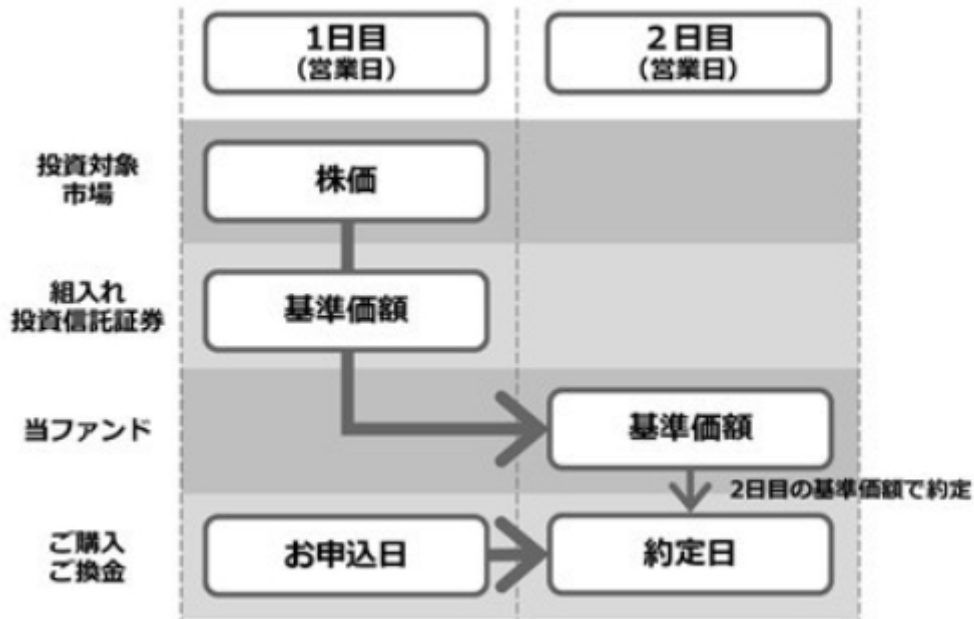 1日目
（営業日）
２日目
（営業日）
投資対象
市場
株価
組入れ
投資信託証券
基準価額
当ファンド
基準価額
2日目の基準価額で約定
ご購入
ご換金
お申込日
約定日